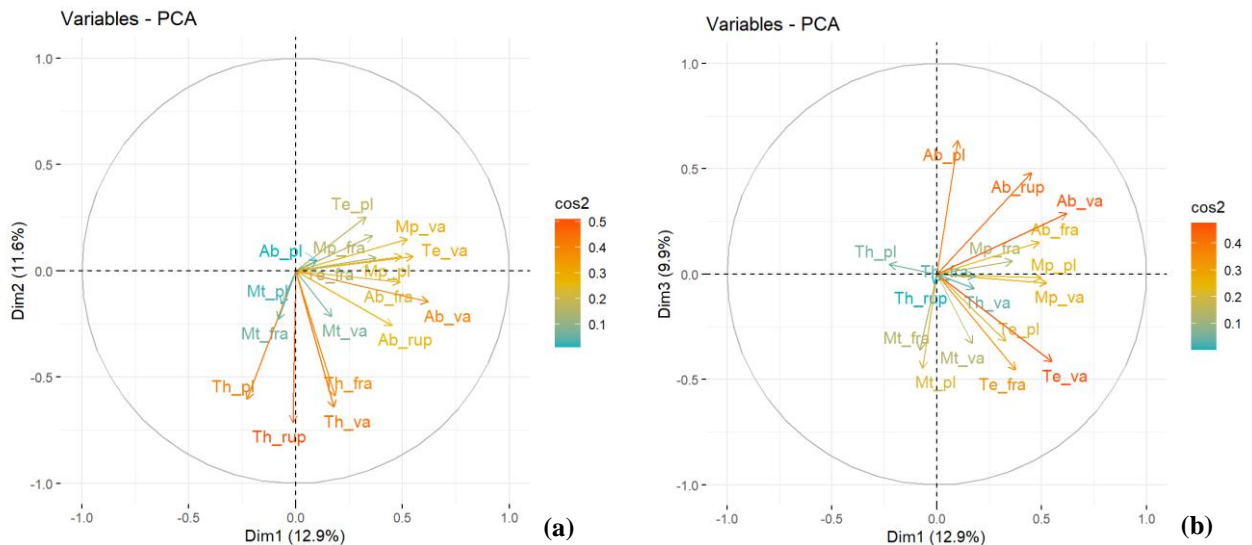 Variables - PCA
1.0
0.5
0.0
-0.5
-1.0
Dim2 (11.6%)
Te_pl
Mp_va
Ab_pl
Mp_fra
Te_va
Te_fra
Mp_pl
Mt_pl
Ab_fra
Ab_va
Mt_fra
Mt_va
Ab_rup
Th_pl
Th_fra
Th_va
Th_rup
-1.0 -0.5 0.0 0.5 1.0
Dim1 (12.9%)
cos2
0.5
0.4
0.3
0.2
0.1
(a)
Variables - PCA
1.0
0.5
0.0
-0.5
-1.0
Dim3 (9.9%)
Ab_pl
Ab_rup
Ab_va
Ab_fra
Th_pl
Mp_fra
Th_fra
Mp_pl
Th_rup
Th_va
Mp_va
Mt_fra
Te_pl
Mt_va
Mt_pl
Te_fra
Te_va
-1.0 -0.5 0.0 0.5 1.0
Dim1 (12.9%)
cos2
0.4
0.3
0.2
0.1
(b)